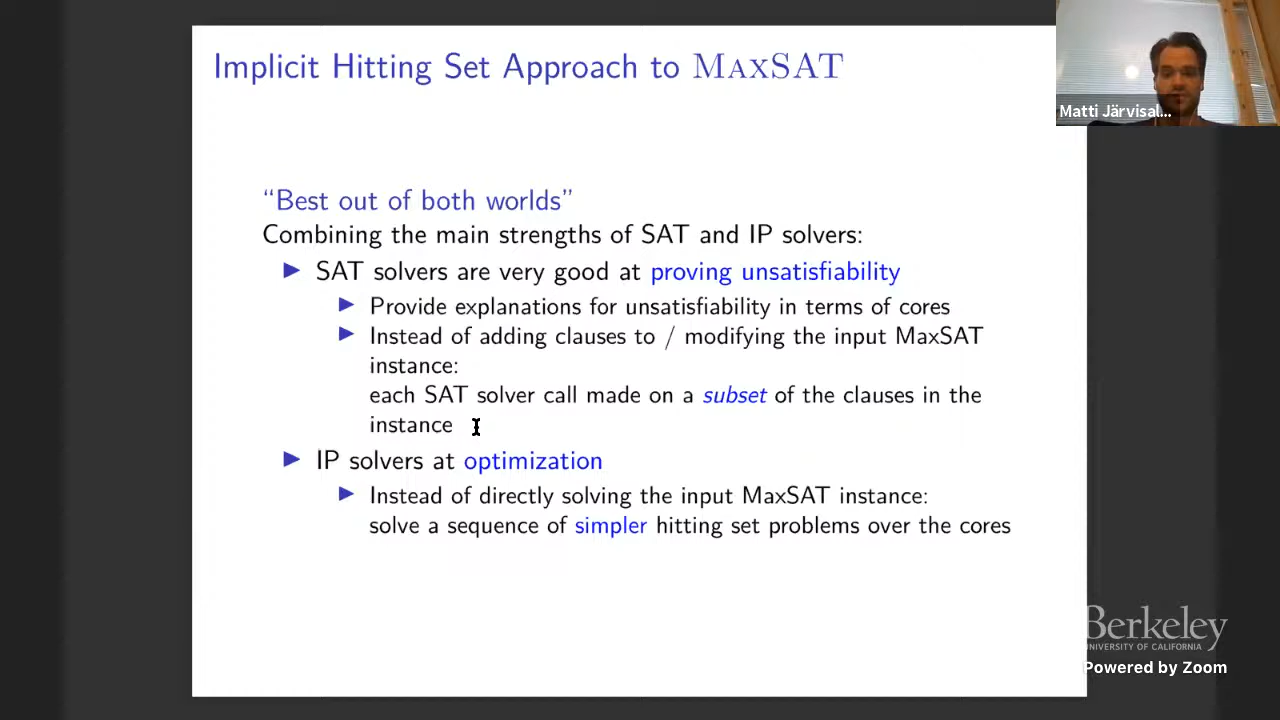 Implicit Hitting Set Approach to MAXSAT
Matti Järvisal...
“Best out of both worlds”
Combining the main strengths of SAT and IP solvers:
SAT solvers are very good at proving unsatisfiability
Provide explanations for unsatisfiability in terms of cores
Instead of adding clauses to / modifying the input MaxSAT
instance:
each SAT solver call made on a subset of the clauses in the
instance
IP solvers at optimization
Instead of directly solving the input MaxSAT instance:
solve a sequence of simpler hitting set problems over the cores
Berkeley
UNIVERSITY OF CALIFORNIA
Powered by Zoom